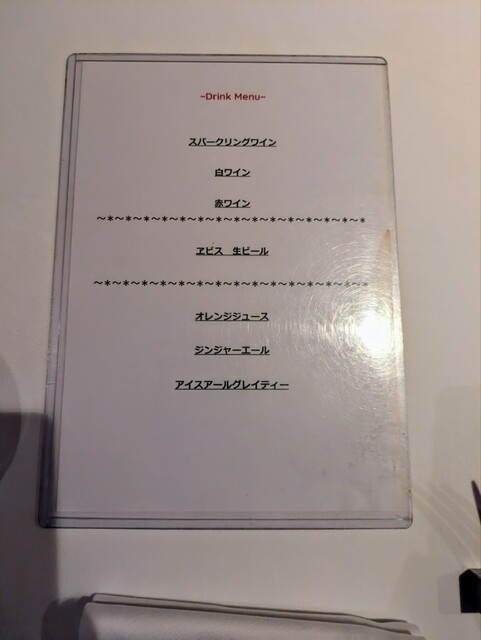 ~Drink Menu~
スパークリングワイン
白ワイン
赤ワイン
～*～*～*～*～*～*～*～*～*～*～*～*～*～*～*
ヱビス　生ビール
～*～*～*～*～*～*～*～*～*～*～*～*～*～*～*～
オレンジジュース
ジンジャーエール
アイスアールグレイティー